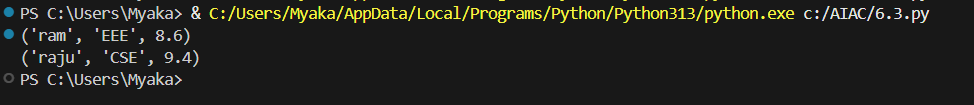 PS C:\Users\Myaka> & C:/Users/Myaka/AppData/Local/Programs/Python/Python313/python.exe c:/AIAC/6.3.py
('ram', 'EEE', 8.6)
('raju', 'CSE', 9.4)
PS C:\Users\Myaka>